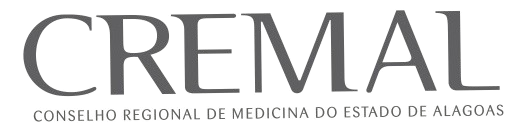 CREMAL
CONSELHO REGIONAL DE MEDICINA DO ESTADO DE ALAGOAS